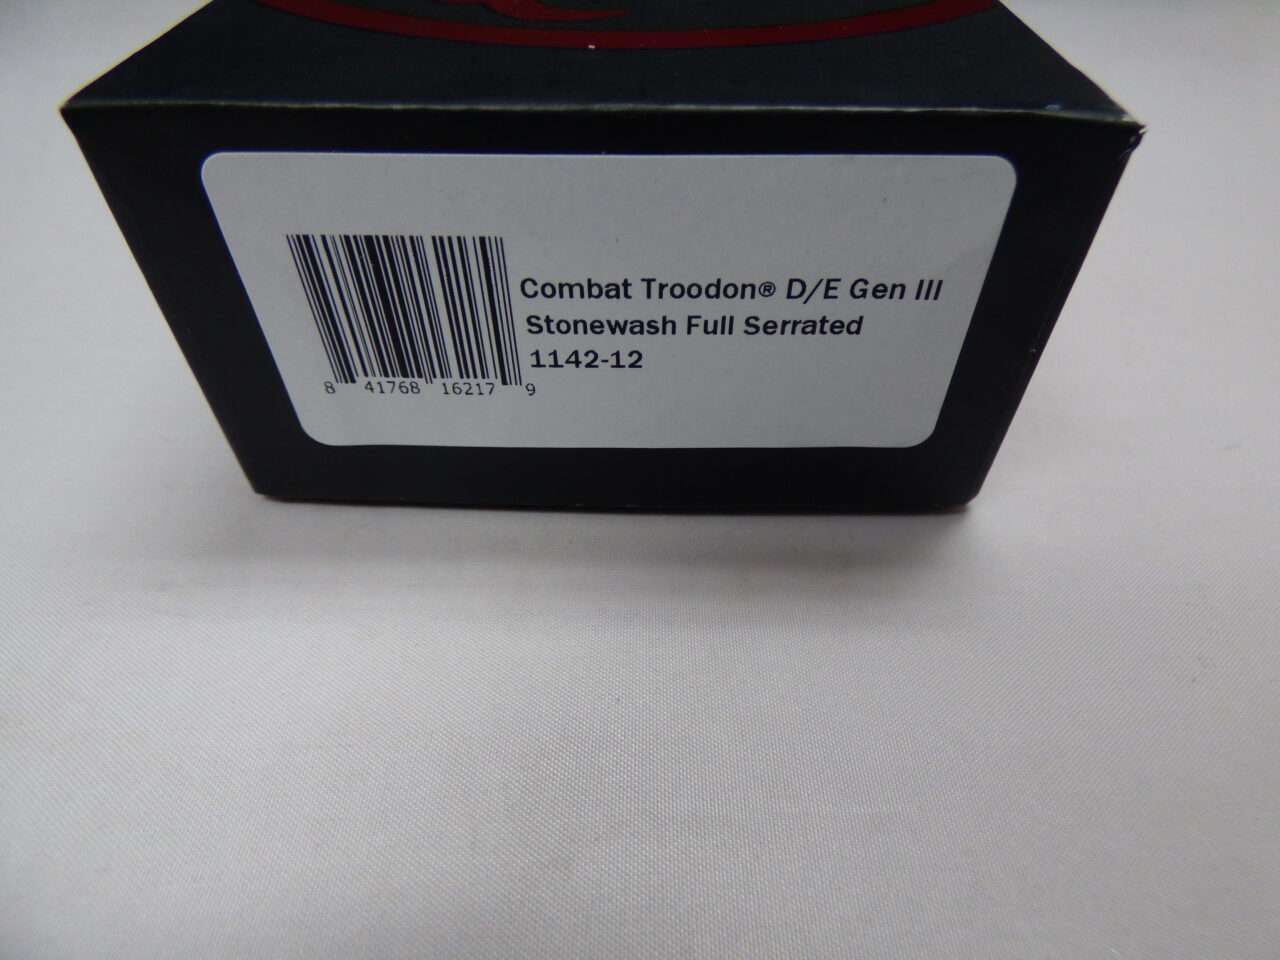 Combat Troodon® D/E Gen III
Stonewash Full Serrated
1142-12
8 41768 16217 9